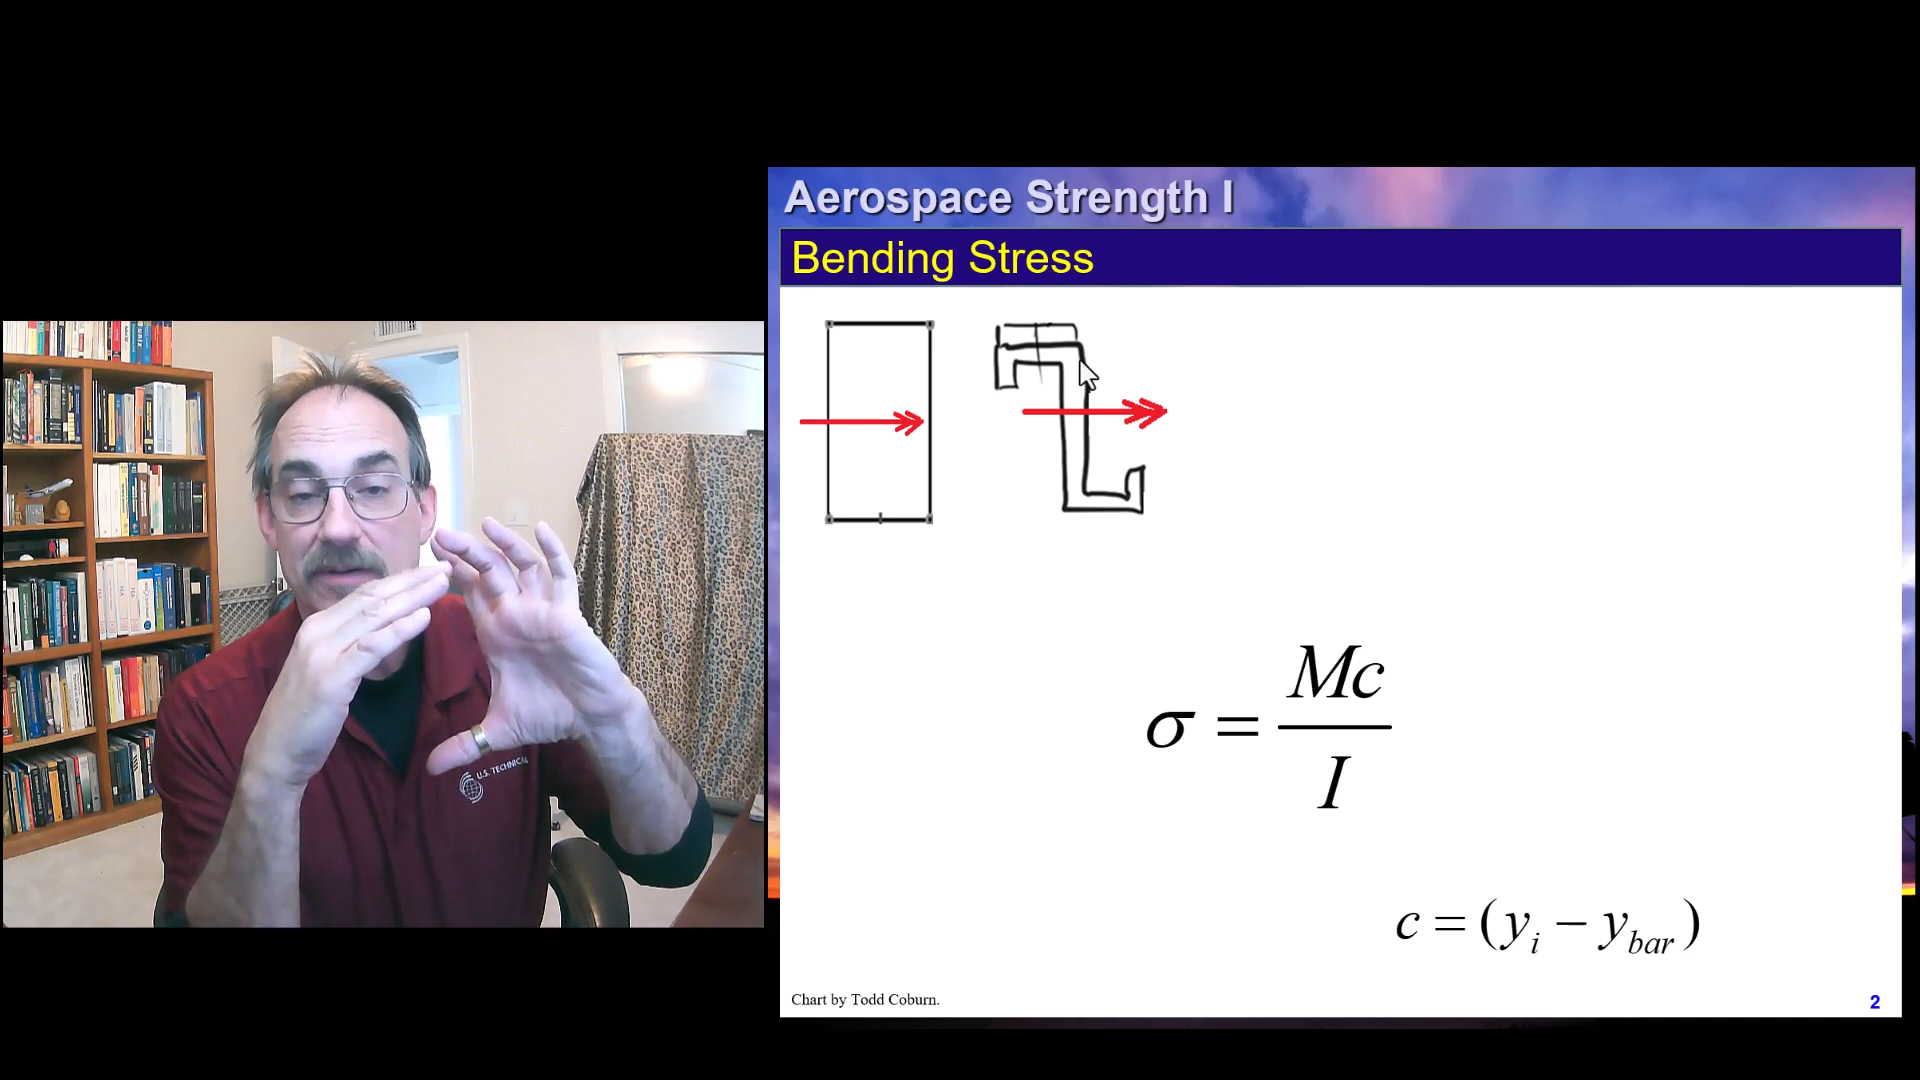 Aerospace Strength I
Bending Stress
σ = Mc / I
c = (y_i − y_bar)
Chart by Todd Coburn.
2
U.S. TECHNICAL